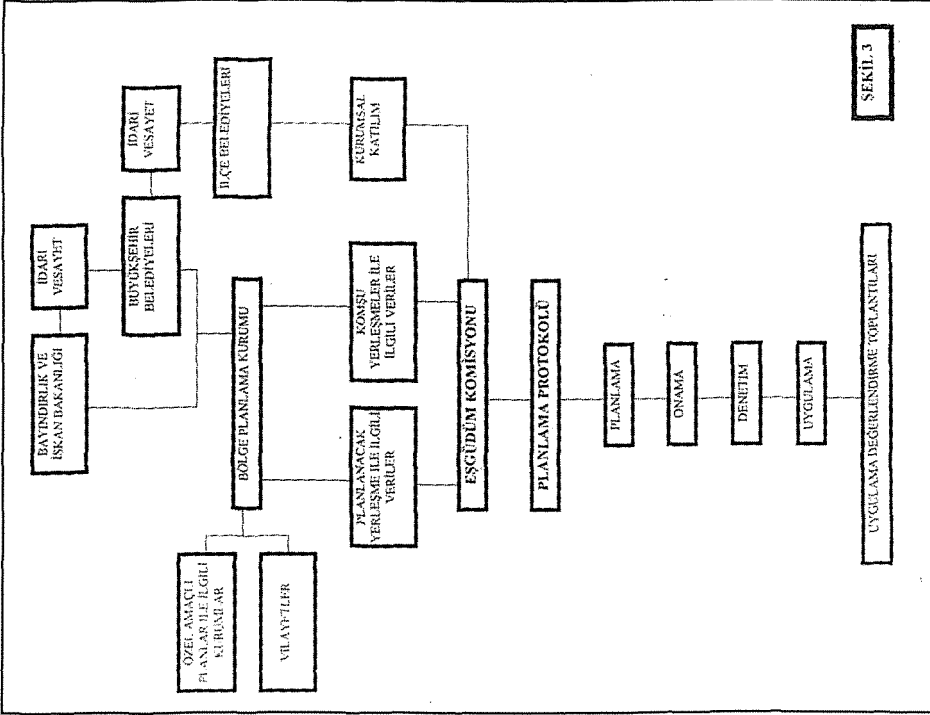 BAYINDIRLIK VE
İSKAN BAKANLIĞI
İDARİ
VESAYET
BÜYÜKŞEHİR
BELEDİYELERİ
İDARİ
VESAYET
İLÇE BELEDİYELERİ
ÖZEL AMAÇLI
PLANLAR İLE İLGİLİ
KURUMLAR
VİLAYETLER
BÖLGE PLANLAMA KURUMU
PLANLANACAK
YERLEŞME İLE İLGİLİ
VERİLER
KOMŞU
YERLEŞMELER İLE
İLGİLİ VERİLER
KURUMSAL
KATILIM
EŞGÜDÜM KOMİSYONU
PLANLAMA PROTOKOLÜ
PLANLAMA
ONAMA
DENETİM
UYGULAMA
UYGULAMA DEĞERLENDİRME TOPLANTILARI
ŞEKİL 3